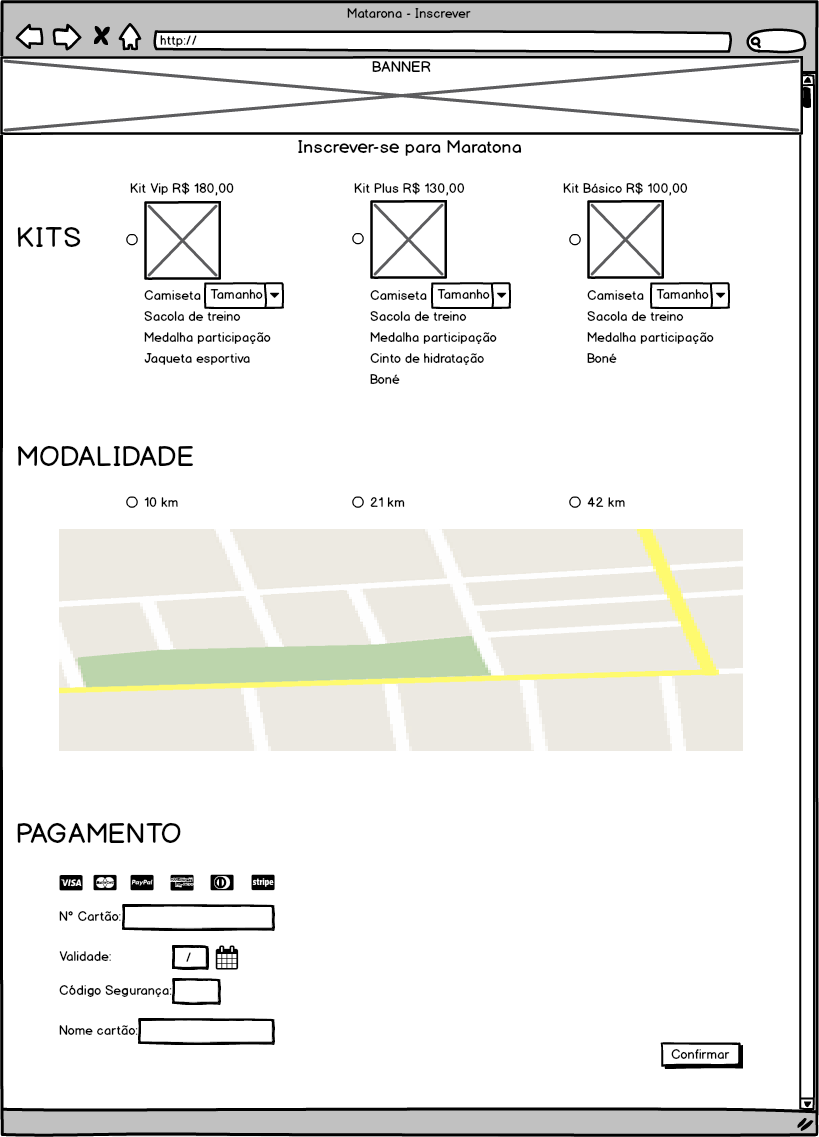 Matarona - Inscrever
http://
BANNER
Inscrever-se para Maratona
Kit Vip R$ 180,00
Kit Plus R$ 130,00
Kit Básico R$ 100,00
KITS
Camiseta Tamanho
Sacola de treino
Medalha participação
Jaqueta esportiva
Camiseta Tamanho
Sacola de treino
Medalha participação
Cinto de hidratação
Boné
Camiseta Tamanho
Sacola de treino
Medalha participação
Boné
MODALIDADE
10 km
21 km
42 km
PAGAMENTO
VISA
PayPal
stripe
N° Cartão:
Validade: /
Código Segurança:
Nome cartão:
Confirmar